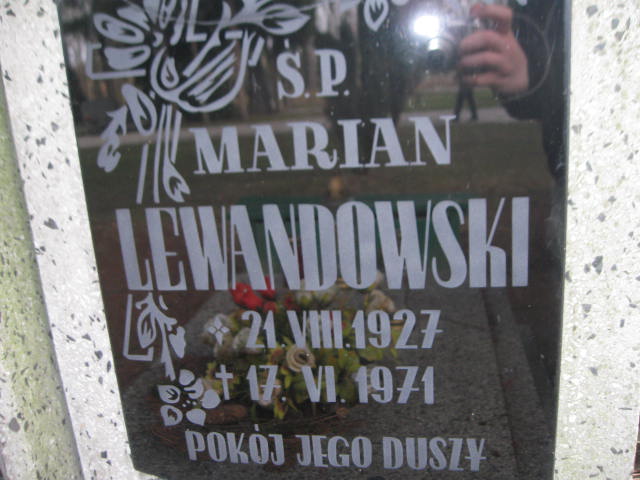 Ś.P.
MARIAN
LEWANDOWSKI
21 VIII.1927
† 17. VI. 1971
POKÓJ JEGO DUSZY